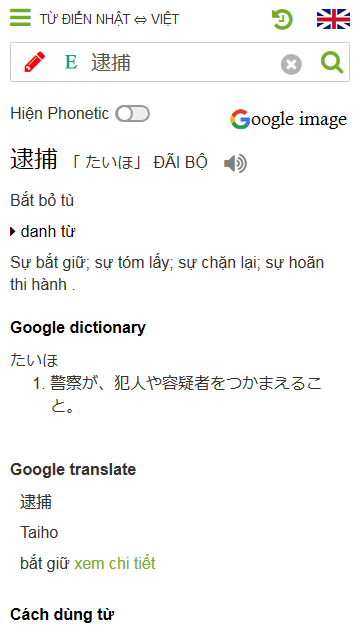 TỪ ĐIỂN NHẬT ⇔ VIỆT
E 逮捕
Hiện Phonetic
Google image
逮捕 「 たいほ」 ĐÃI BỘ
Bắt bỏ tù
danh từ
Sự bắt giữ; sự tóm lấy; sự chặn lại; sự hoãn
thi hành .
Google dictionary
たいほ
1. 警察が、犯人や容疑者をつかまえるこ
と。
Google translate
逮捕
Taiho
bắt giữ xem chi tiết
Cách dùng từ